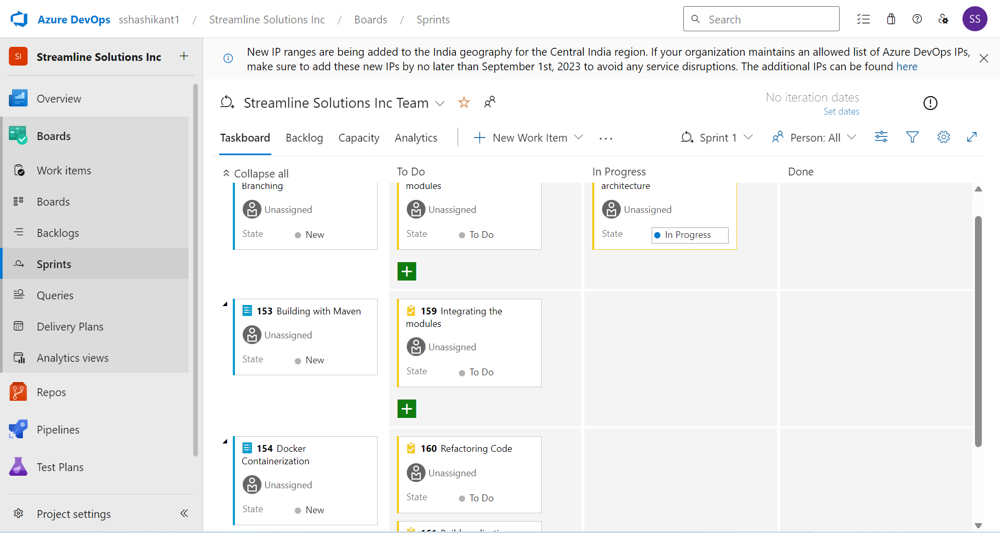 Azure DevOps sshashikant1 / Streamline Solutions Inc / Boards / Sprints
Search
SS
SI Streamline Solutions Inc
New IP ranges are being added to the India geography for the Central India region. If your organization maintains an allowed list of Azure DevOps IPs,
make sure to add these new IPs by no later than September 1st, 2023 to avoid any service disruptions. The additional IPs can be found here
Overview
Boards
Work items
Boards
Backlogs
Sprints
Queries
Delivery Plans
Analytics views
Repos
Pipelines
Test Plans
Project settings
Streamline Solutions Inc Team
No iteration dates
Set dates
Taskboard Backlog Capacity Analytics
New Work Item
Sprint 1
Person: All
Collapse all
To Do
In Progress
Done
Branching
Unassigned
State New
modules
Unassigned
State To Do
architecture
Unassigned
State In Progress
153 Building with Maven
Unassigned
State New
159 Integrating the
modules
Unassigned
State To Do
154 Docker
Containerization
Unassigned
State New
160 Refactoring Code
Unassigned
State To Do